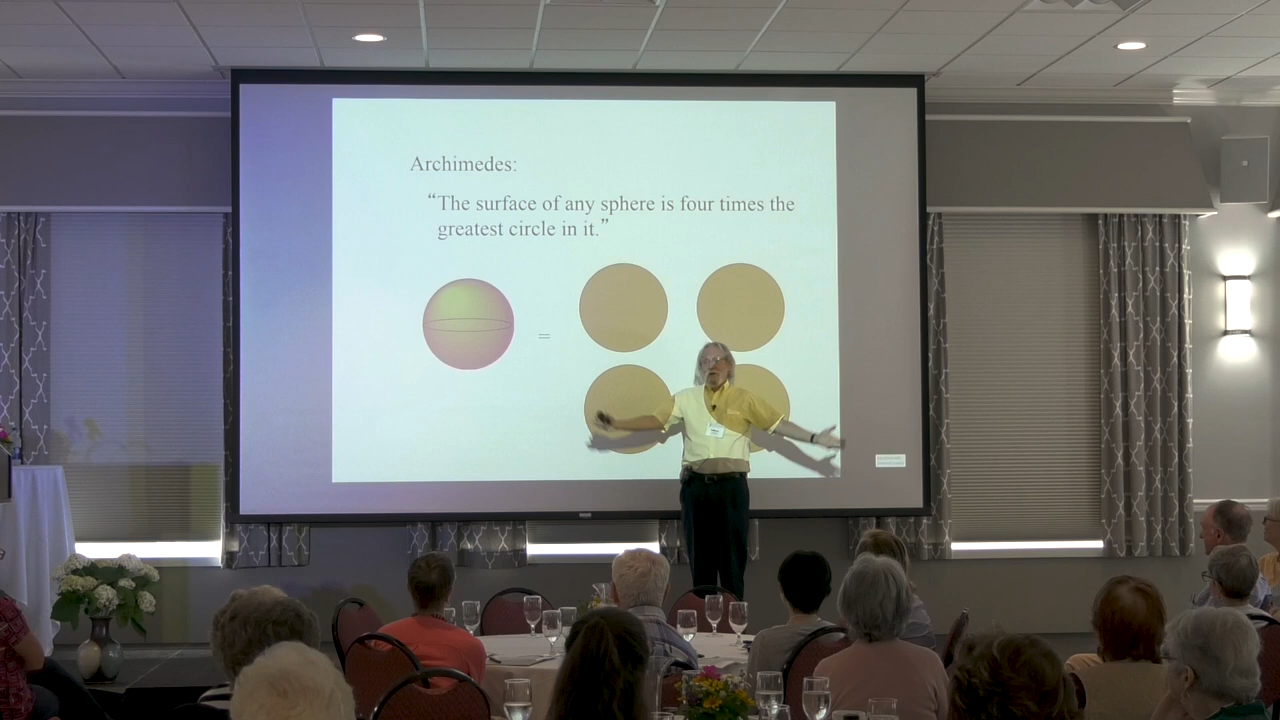 Archimedes:
“The surface of any sphere is four times the
greatest circle in it.”
=